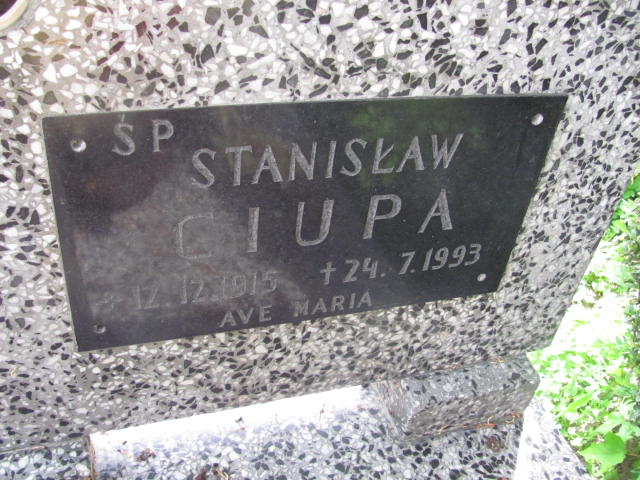 ŚP
STANISŁAW
CIUPA
* 12.12.1915 †24.7.1993
AVE MARIA